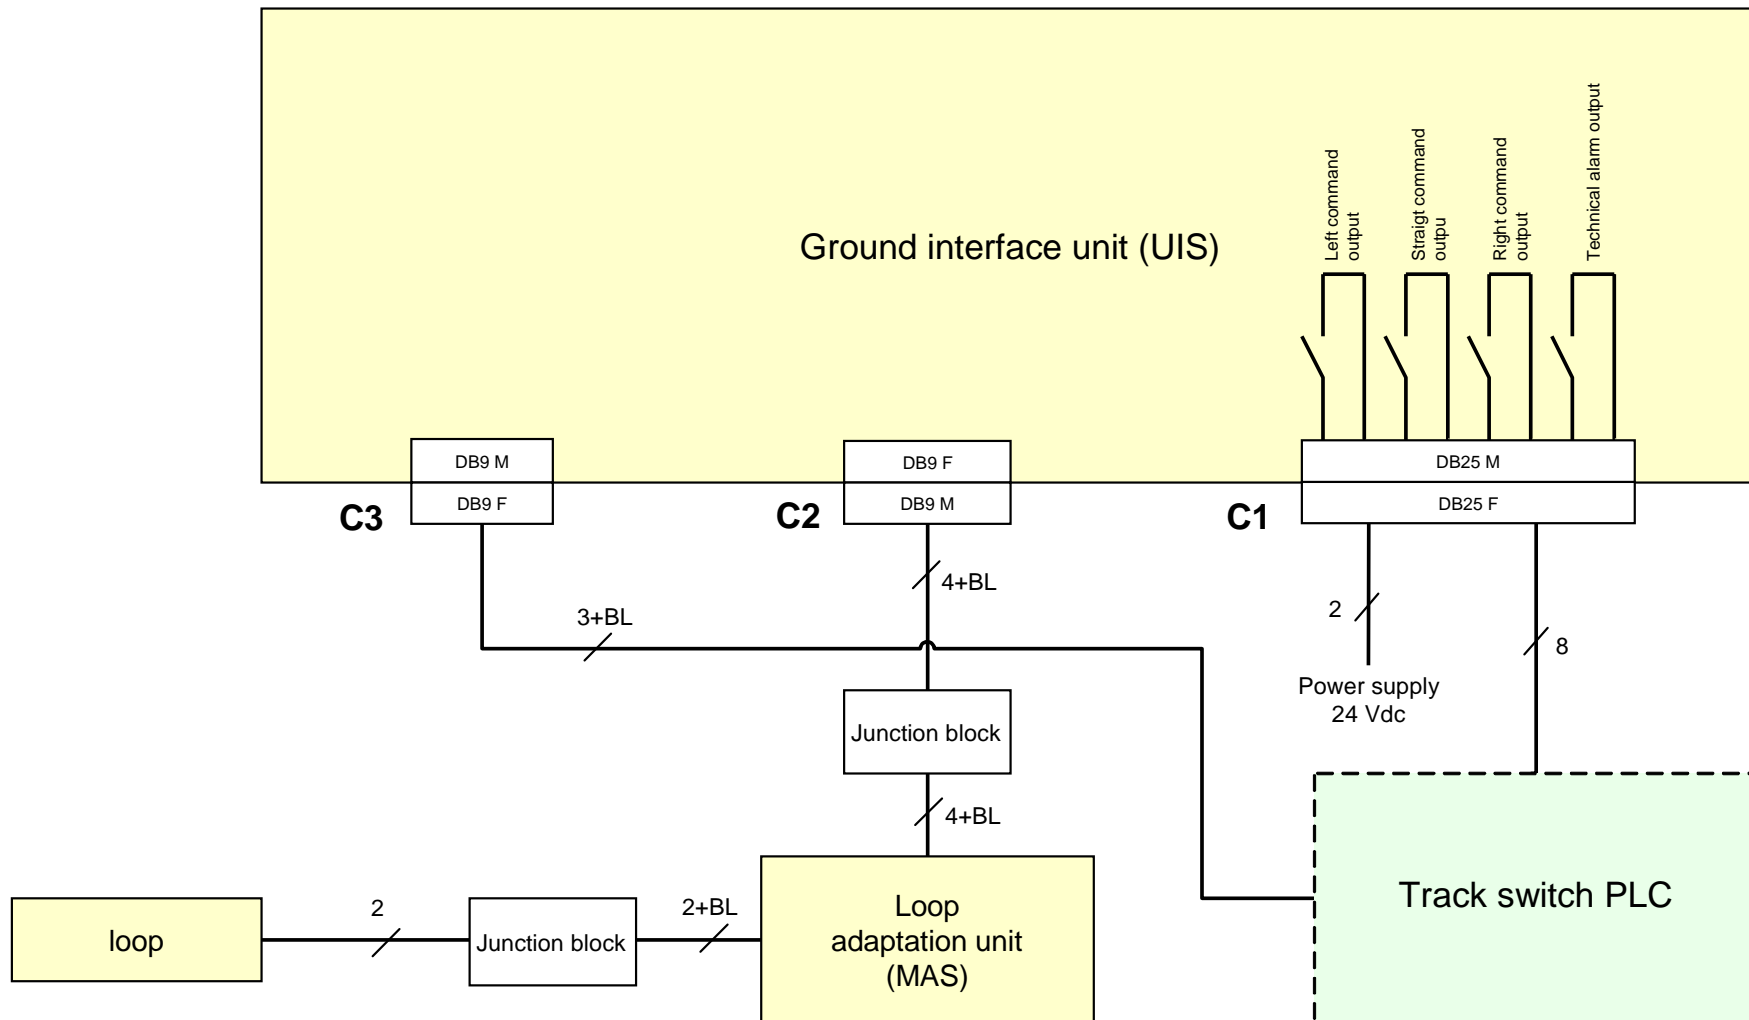 Left command
output
Straigt command
outpu
Right command
output
Technical alarm output
Ground interface unit (UIS)
DB9 M
DB9 F
DB25 M
C3
DB9 F
C2
DB9 M
C1
DB25 F
4+BL
3+BL
2
8
Power supply
24 Vdc
Junction block
4+BL
loop
2
Junction block
2+BL
Loop
adaptation unit
(MAS)
Track switch PLC